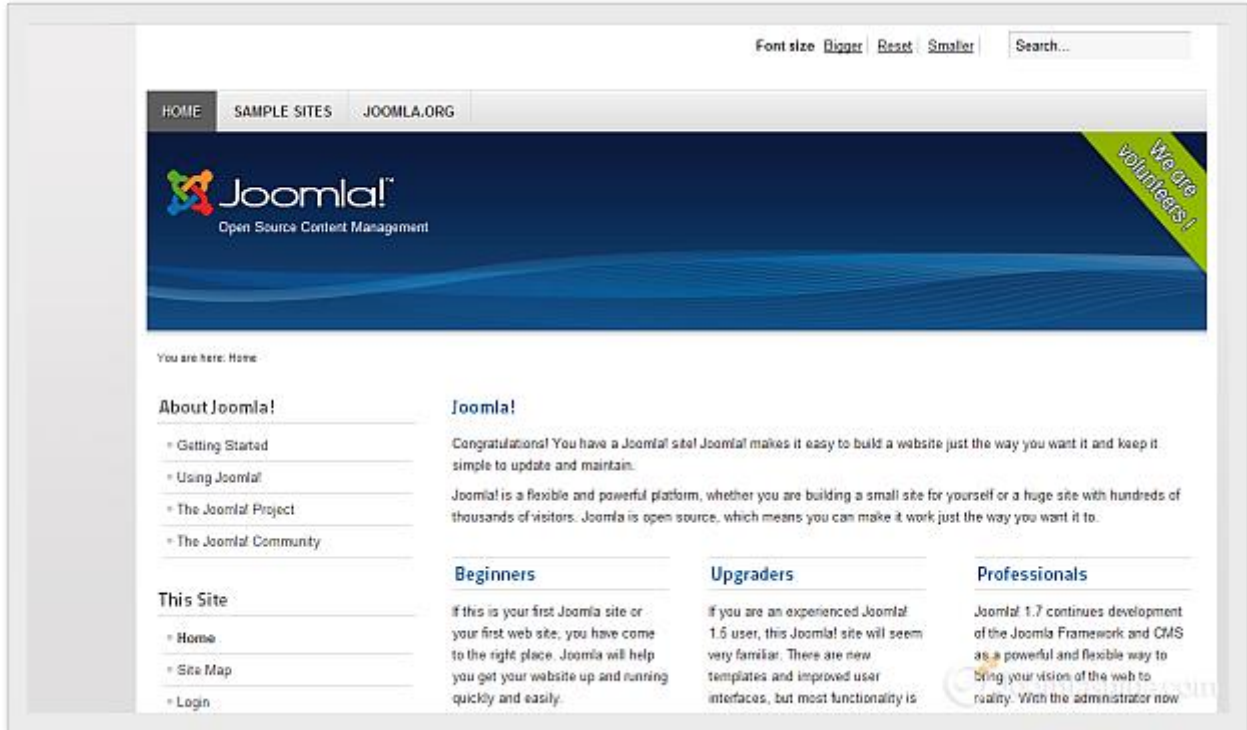 Font size Bigger Reset Smaller Search...
HOME SAMPLE SITES JOOMLA.ORG
We are
volunteers !
Joomla!™
Open Source Content Management
You are here: Home
About Joomla!
Getting Started
Using Joomla!
The Joomla! Project
The Joomla! Community
This Site
Home
Site Map
Login
Joomla!
Congratulations! You have a Joomla! site! Joomla! makes it easy to build a website just the way you want it and keep it
simple to update and maintain.
Joomla! is a flexible and powerful platform, whether you are building a small site for yourself or a huge site with hundreds of
thousands of visitors. Joomla is open source, which means you can make it work just the way you want it to.
Beginners
If this is your first Joomla site or
your first web site, you have come
to the right place. Joomla will help
you get your website up and running
quickly and easily.
Upgraders
If you are an experienced Joomla!
1.5 user, this Joomla! site will seem
very familiar. There are new
templates and improved user
interfaces, but most functionality is
Professionals
Joomla! 1.7 continues development
of the Joomla Framework and CMS
as a powerful and flexible way to
bring your vision of the web to
reality. With the administrator now